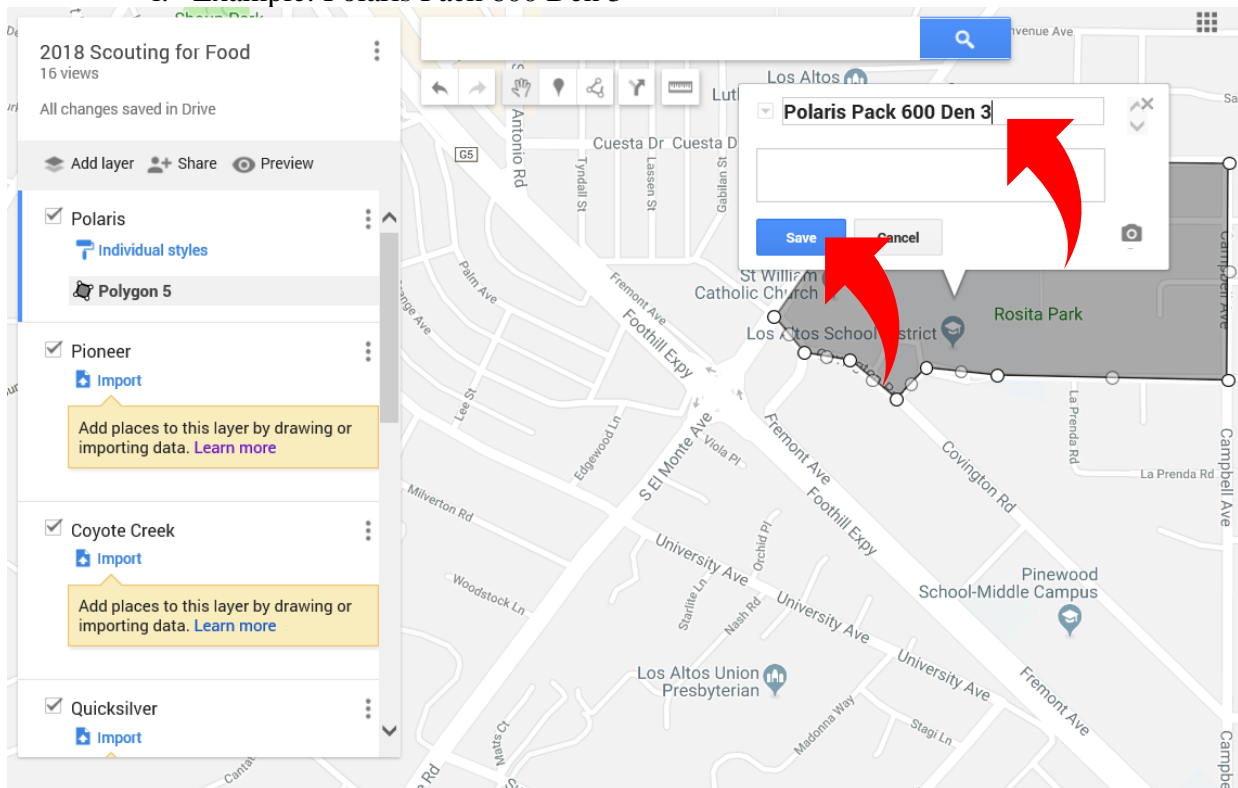 2018 Scouting for Food
16 views
All changes saved in Drive
Add layer
Share
Preview
Polaris
Individual styles
Polygon 5
Pioneer
Import
Add places to this layer by drawing or
importing data. Learn more
Coyote Creek
Import
Add places to this layer by drawing or
importing data. Learn more
Quicksilver
Import
Polaris Pack 600 Den 3
Save
Cancel
Los Altos
Cuesta Dr
Cuesta D
Antonio Rd
G5
Tyndall St
Lassen St
Gabilan St
St William
Catholic Church
Los Altos School District
Rosita Park
Campbell Ave
Palm Ave
Fremont Ave
Foothill Expy
Lee St
Edgewood Ln
S El Monte Ave
Viola Pl
Fremont Ave
Foothill Expy
Covington Rd
La Prenda Rd
La Prenda Rd
Campbell Ave
Milverton Rd
University Ave
Orchid Pl
Woodstock Ln
Starlite Ln
Nash Rd
University Ave
Pinewood
School-Middle Campus
Los Altos Union
Presbyterian
University Ave
Fremont Ave
Madonna Way
Stagi Ln
Matts Ct
Rd